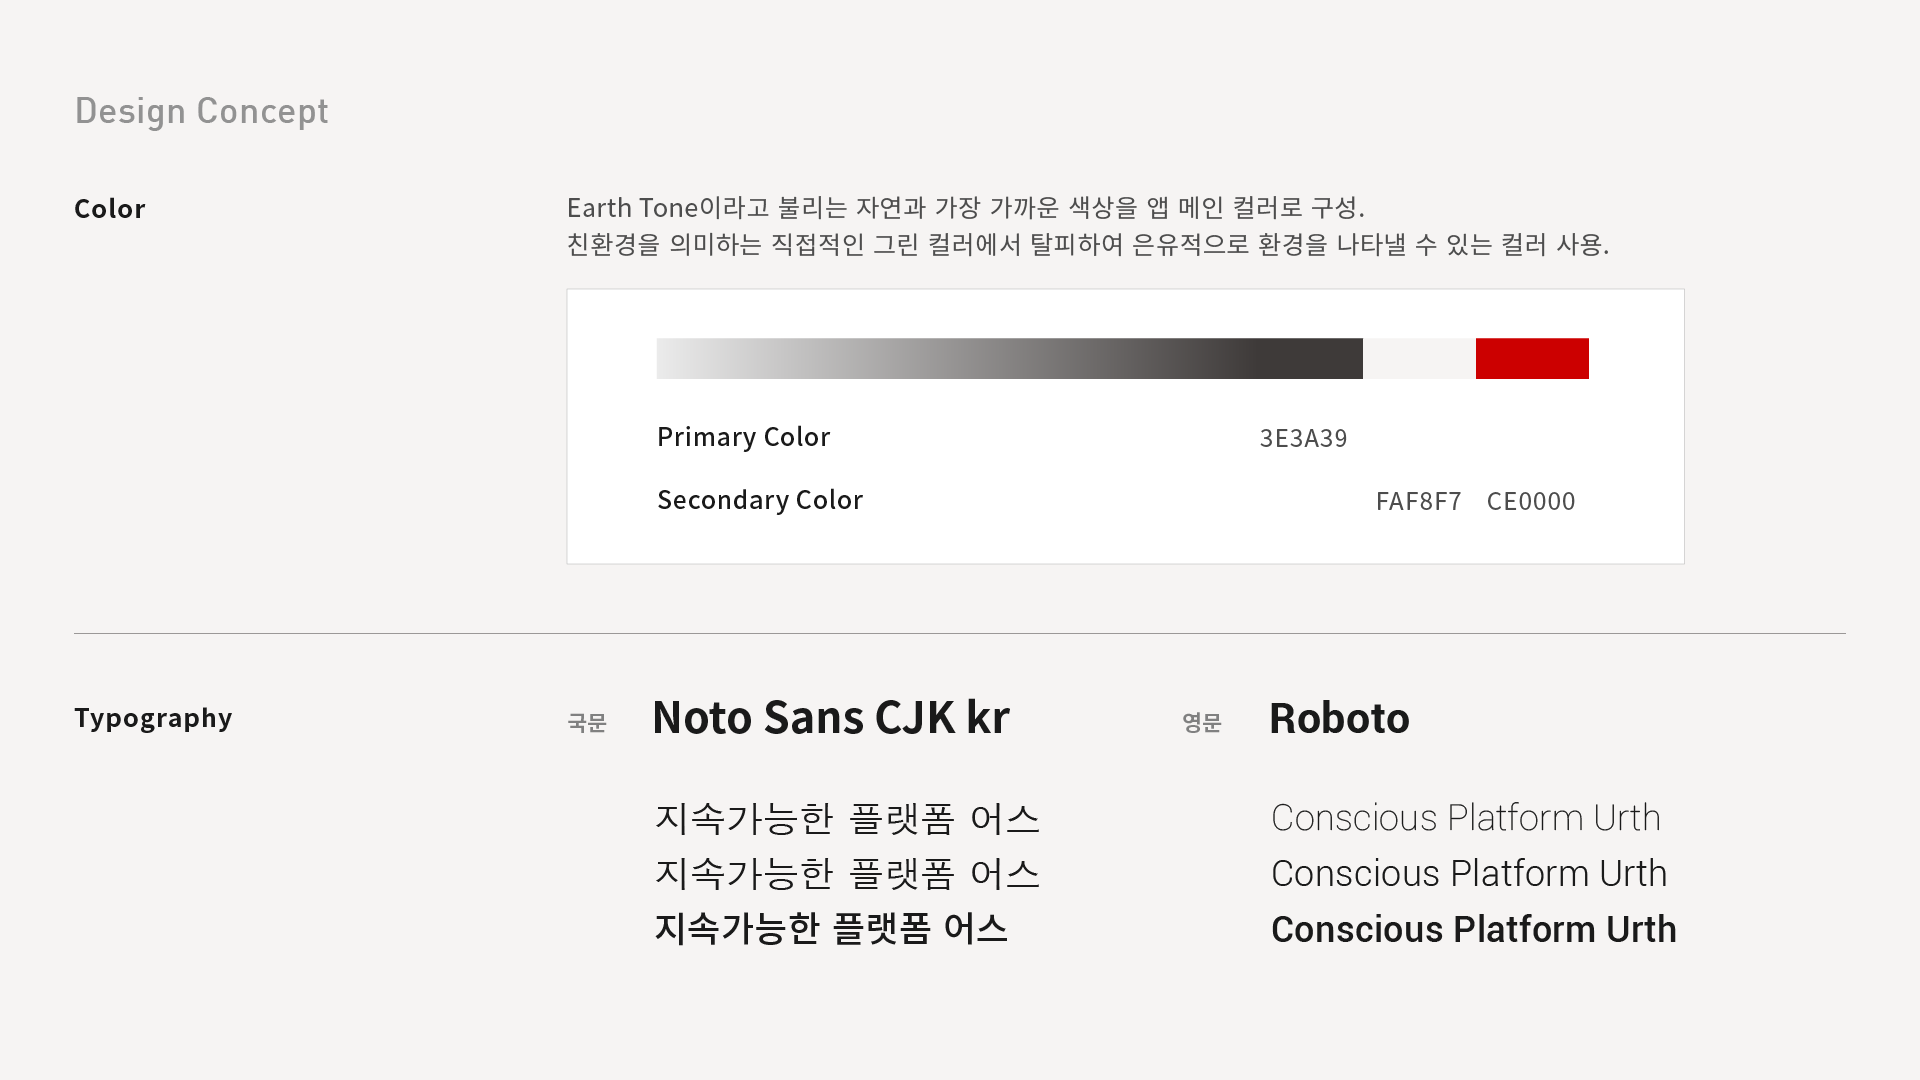 Design Concept
Color
Earth Tone이라고 불리는 자연과 가장 가까운 색상을 앱 메인 컬러로 구성.
친환경을 의미하는 직접적인 그린 컬러에서 탈피하여 은유적으로 환경을 나타낼 수 있는 컬러 사용.
Primary Color 3E3A39
Secondary Color FAF8F7 CE0000
Typography
국문 Noto Sans CJK kr
지속가능한 플랫폼 어스
지속가능한 플랫폼 어스
지속가능한 플랫폼 어스
영문 Roboto
Conscious Platform Urth
Conscious Platform Urth
Conscious Platform Urth